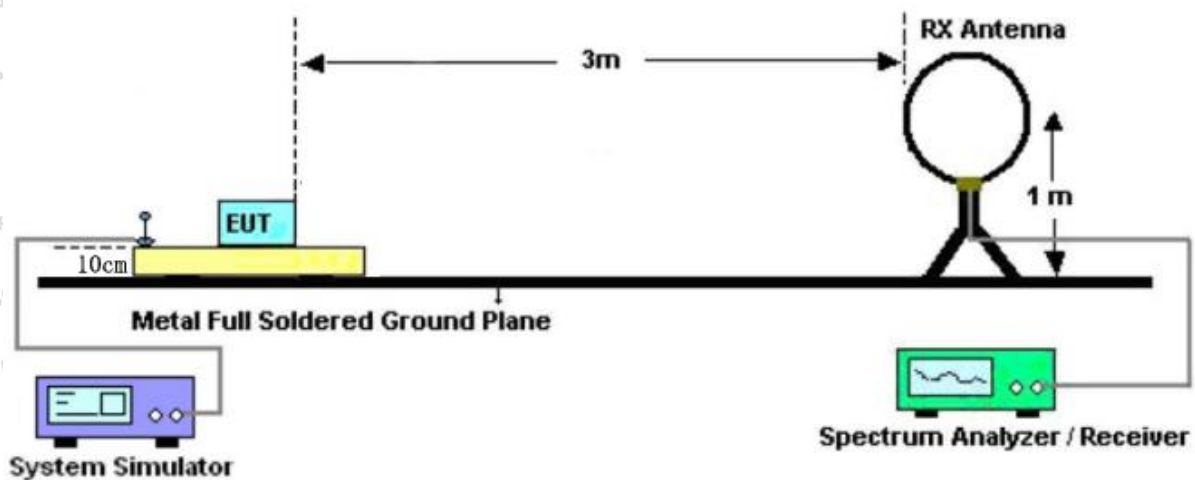 RX Antenna
3m
1 m
EUT
10cm
Metal Full Soldered Ground Plane
Spectrum Analyzer / Receiver
System Simulator